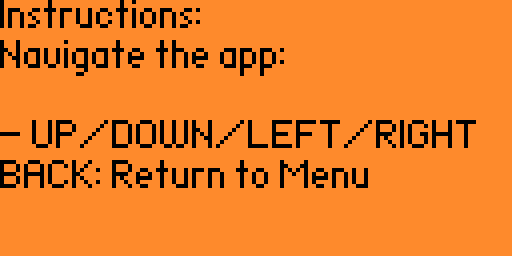 Instructions:
Navigate the app:
- UP/DOWN/LEFT/RIGHT
BACK: Return to Menu